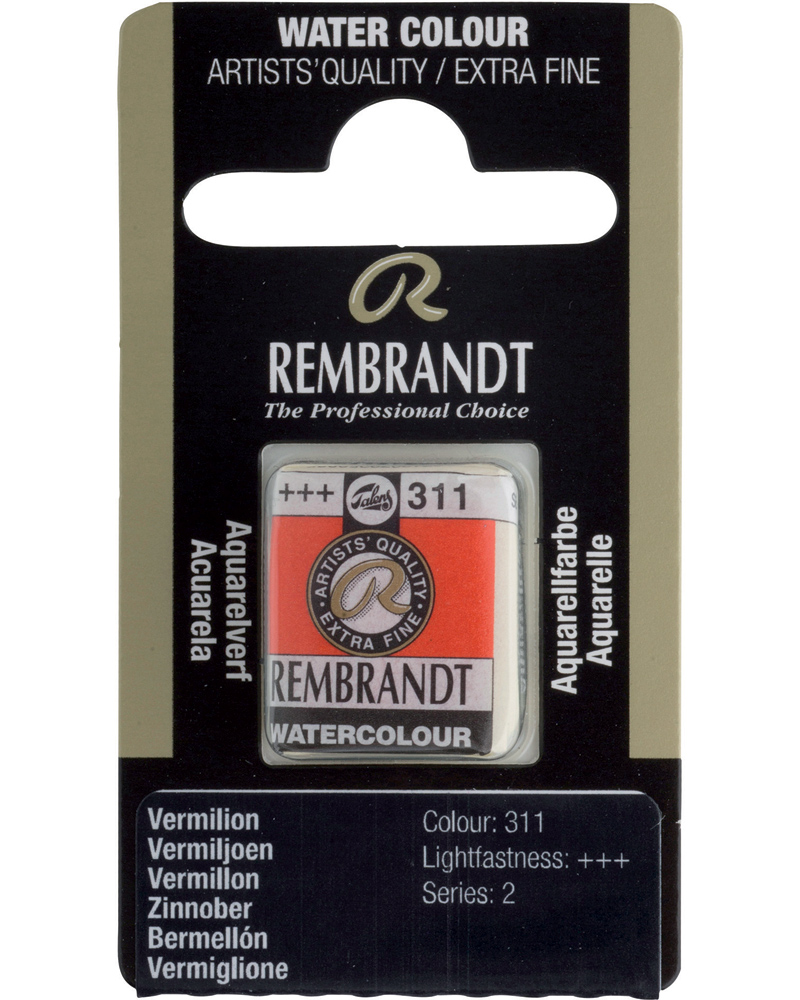 WATER COLOUR
ARTISTS' QUALITY / EXTRA FINE
R
REMBRANDT
The Professional Choice
+++ Talens 311
ARTISTS' QUALITY
R
EXTRA FINE
REMBRANDT
WATERCOLOUR
Aquarelverf
Acuarela
Aquarellfarbe
Aquarelle
Vermilion
Vermiljoen
Vermillon
Zinnober
Bermellón
Vermiglione
Colour: 311
Lightfastness: +++
Series: 2